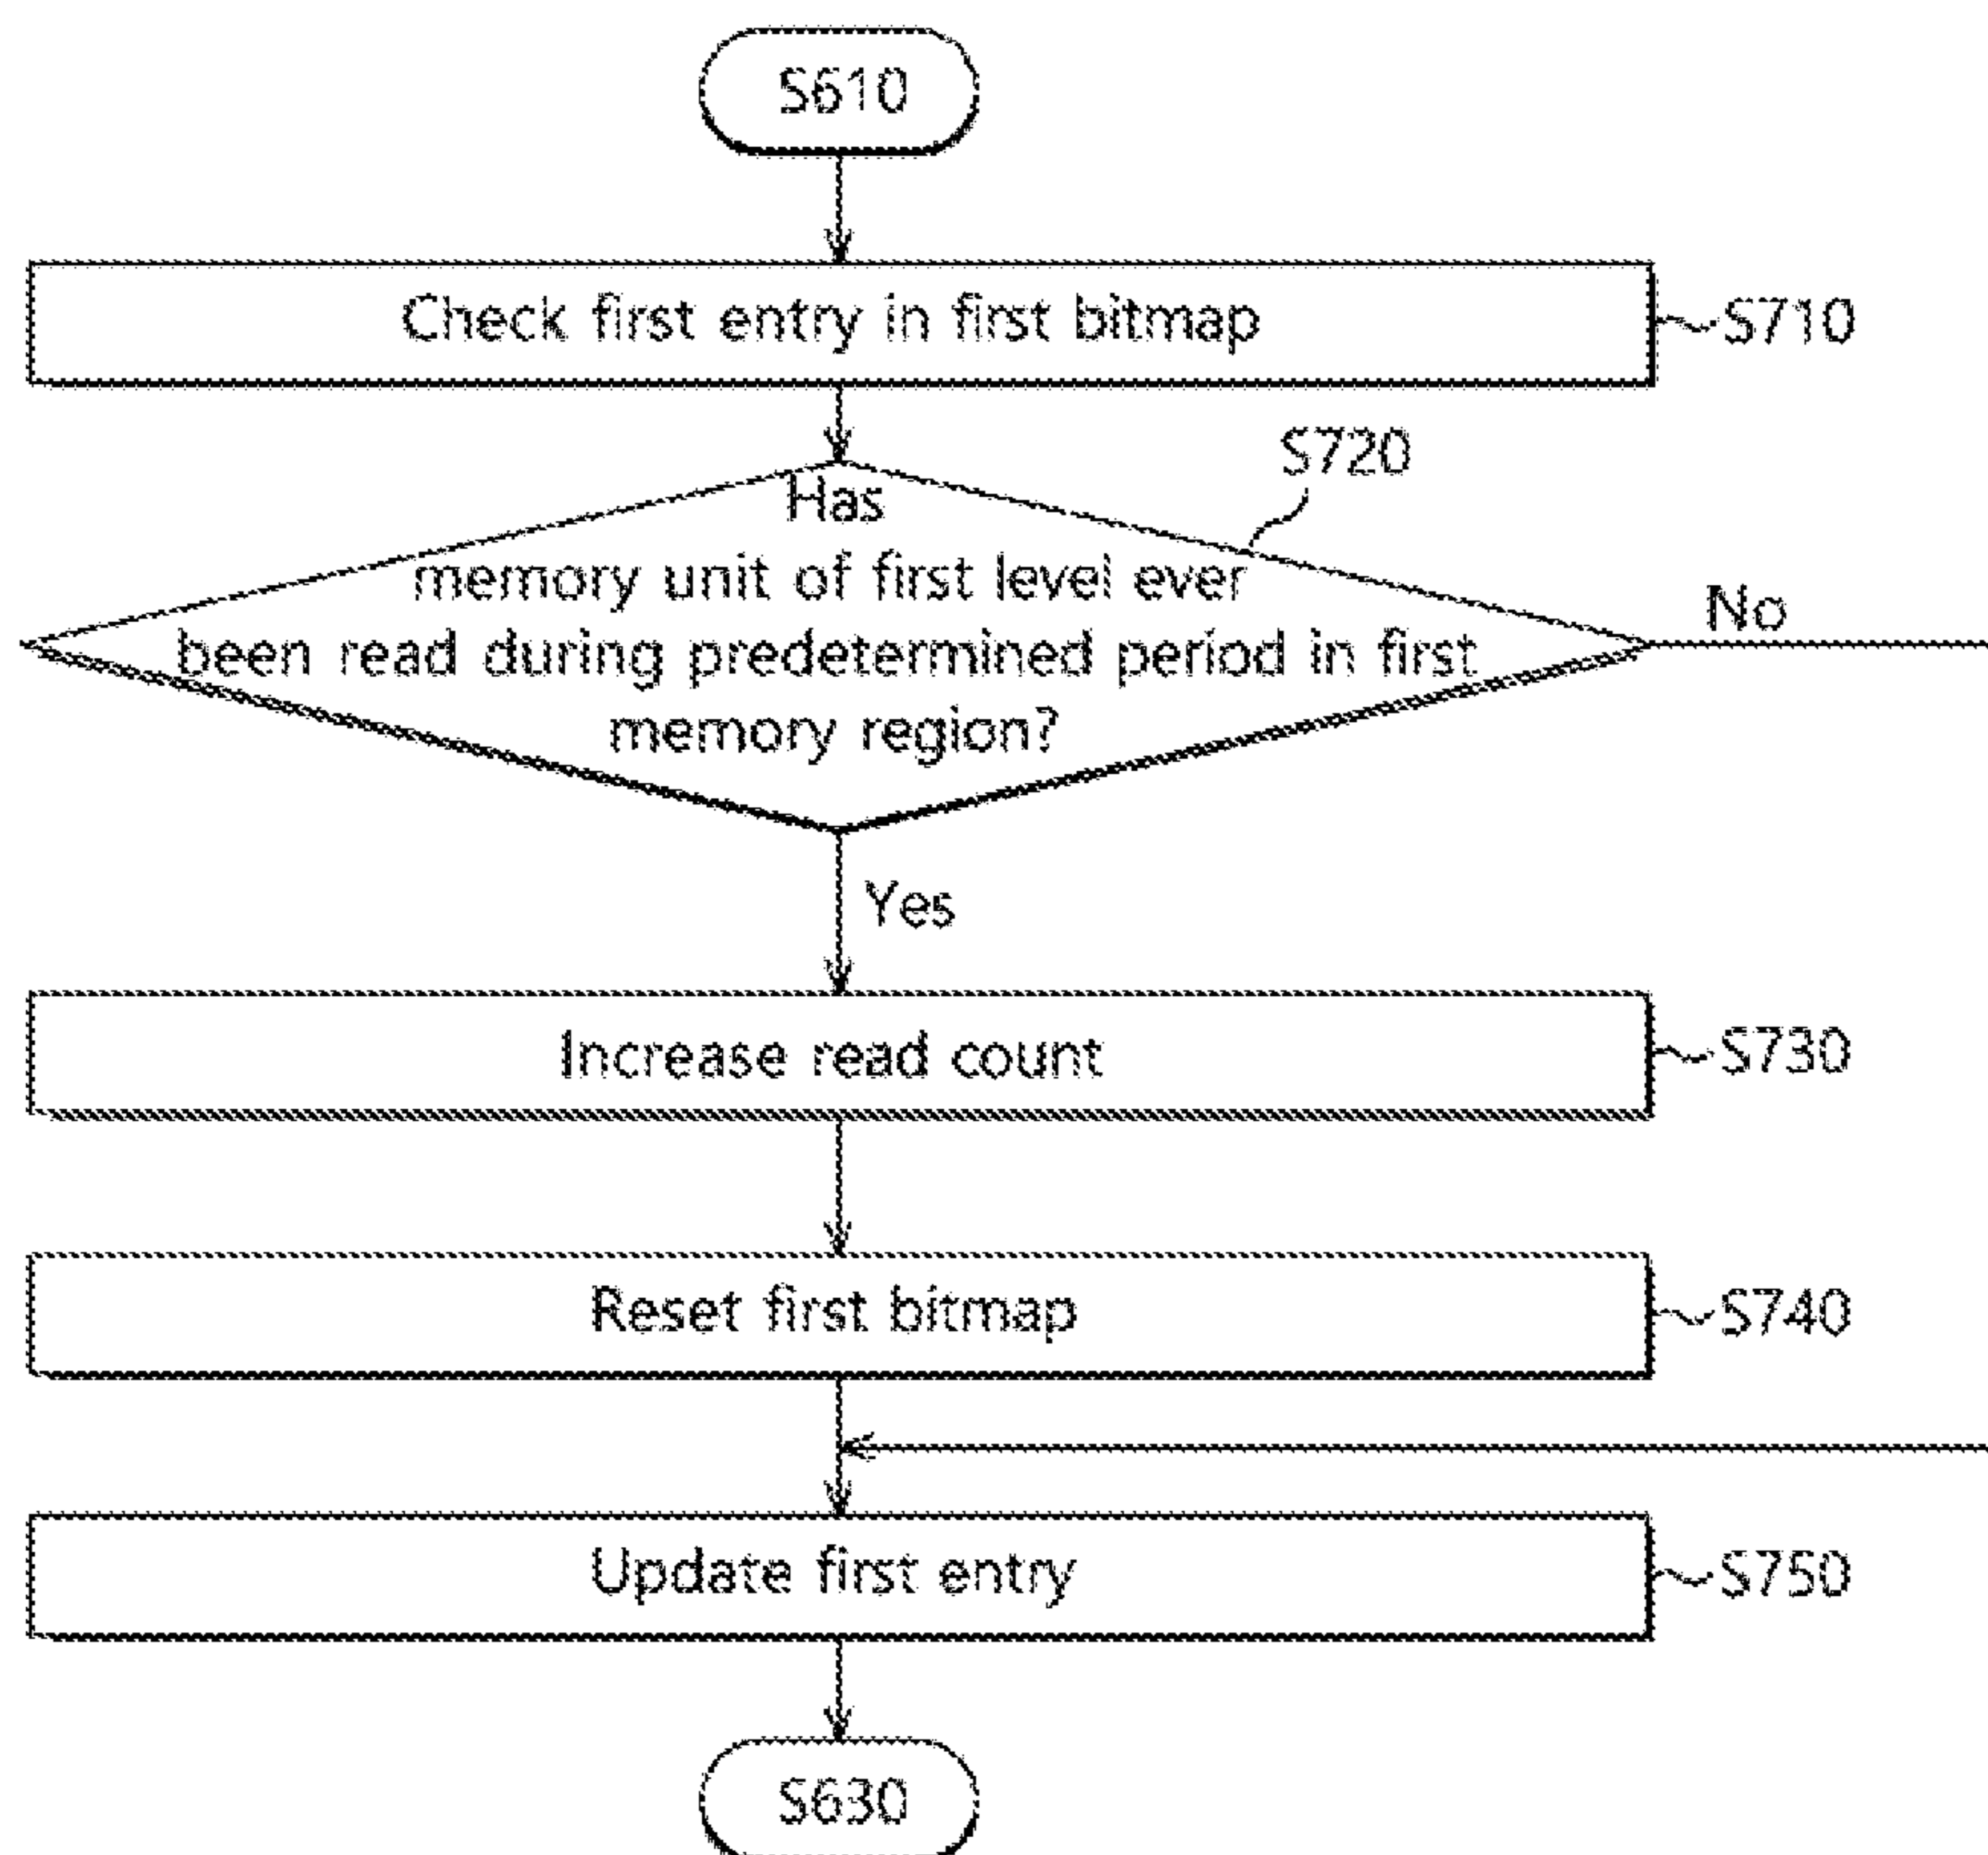 S610
Check first entry in first bitmap
S710
S720
Has
memory unit of first level ever
been read during predetermined period in first
memory region?
No
Yes
Increase read count
S730
Reset first bitmap
S740
Update first entry
S750
S630